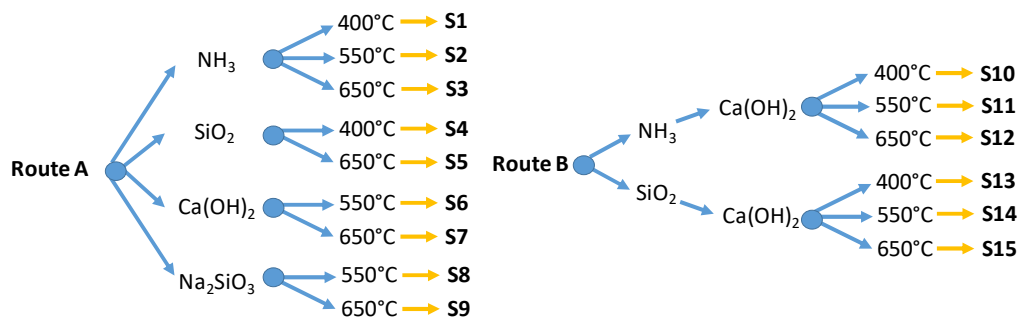 Route A
NH₃
400°C S1
550°C S2
650°C S3
SiO₂
400°C S4
650°C S5
Ca(OH)₂
550°C S6
650°C S7
Na₂SiO₃
550°C S8
650°C S9
Route B
NH₃
Ca(OH)₂
400°C S10
550°C S11
650°C S12
SiO₂
Ca(OH)₂
400°C S13
550°C S14
650°C S15